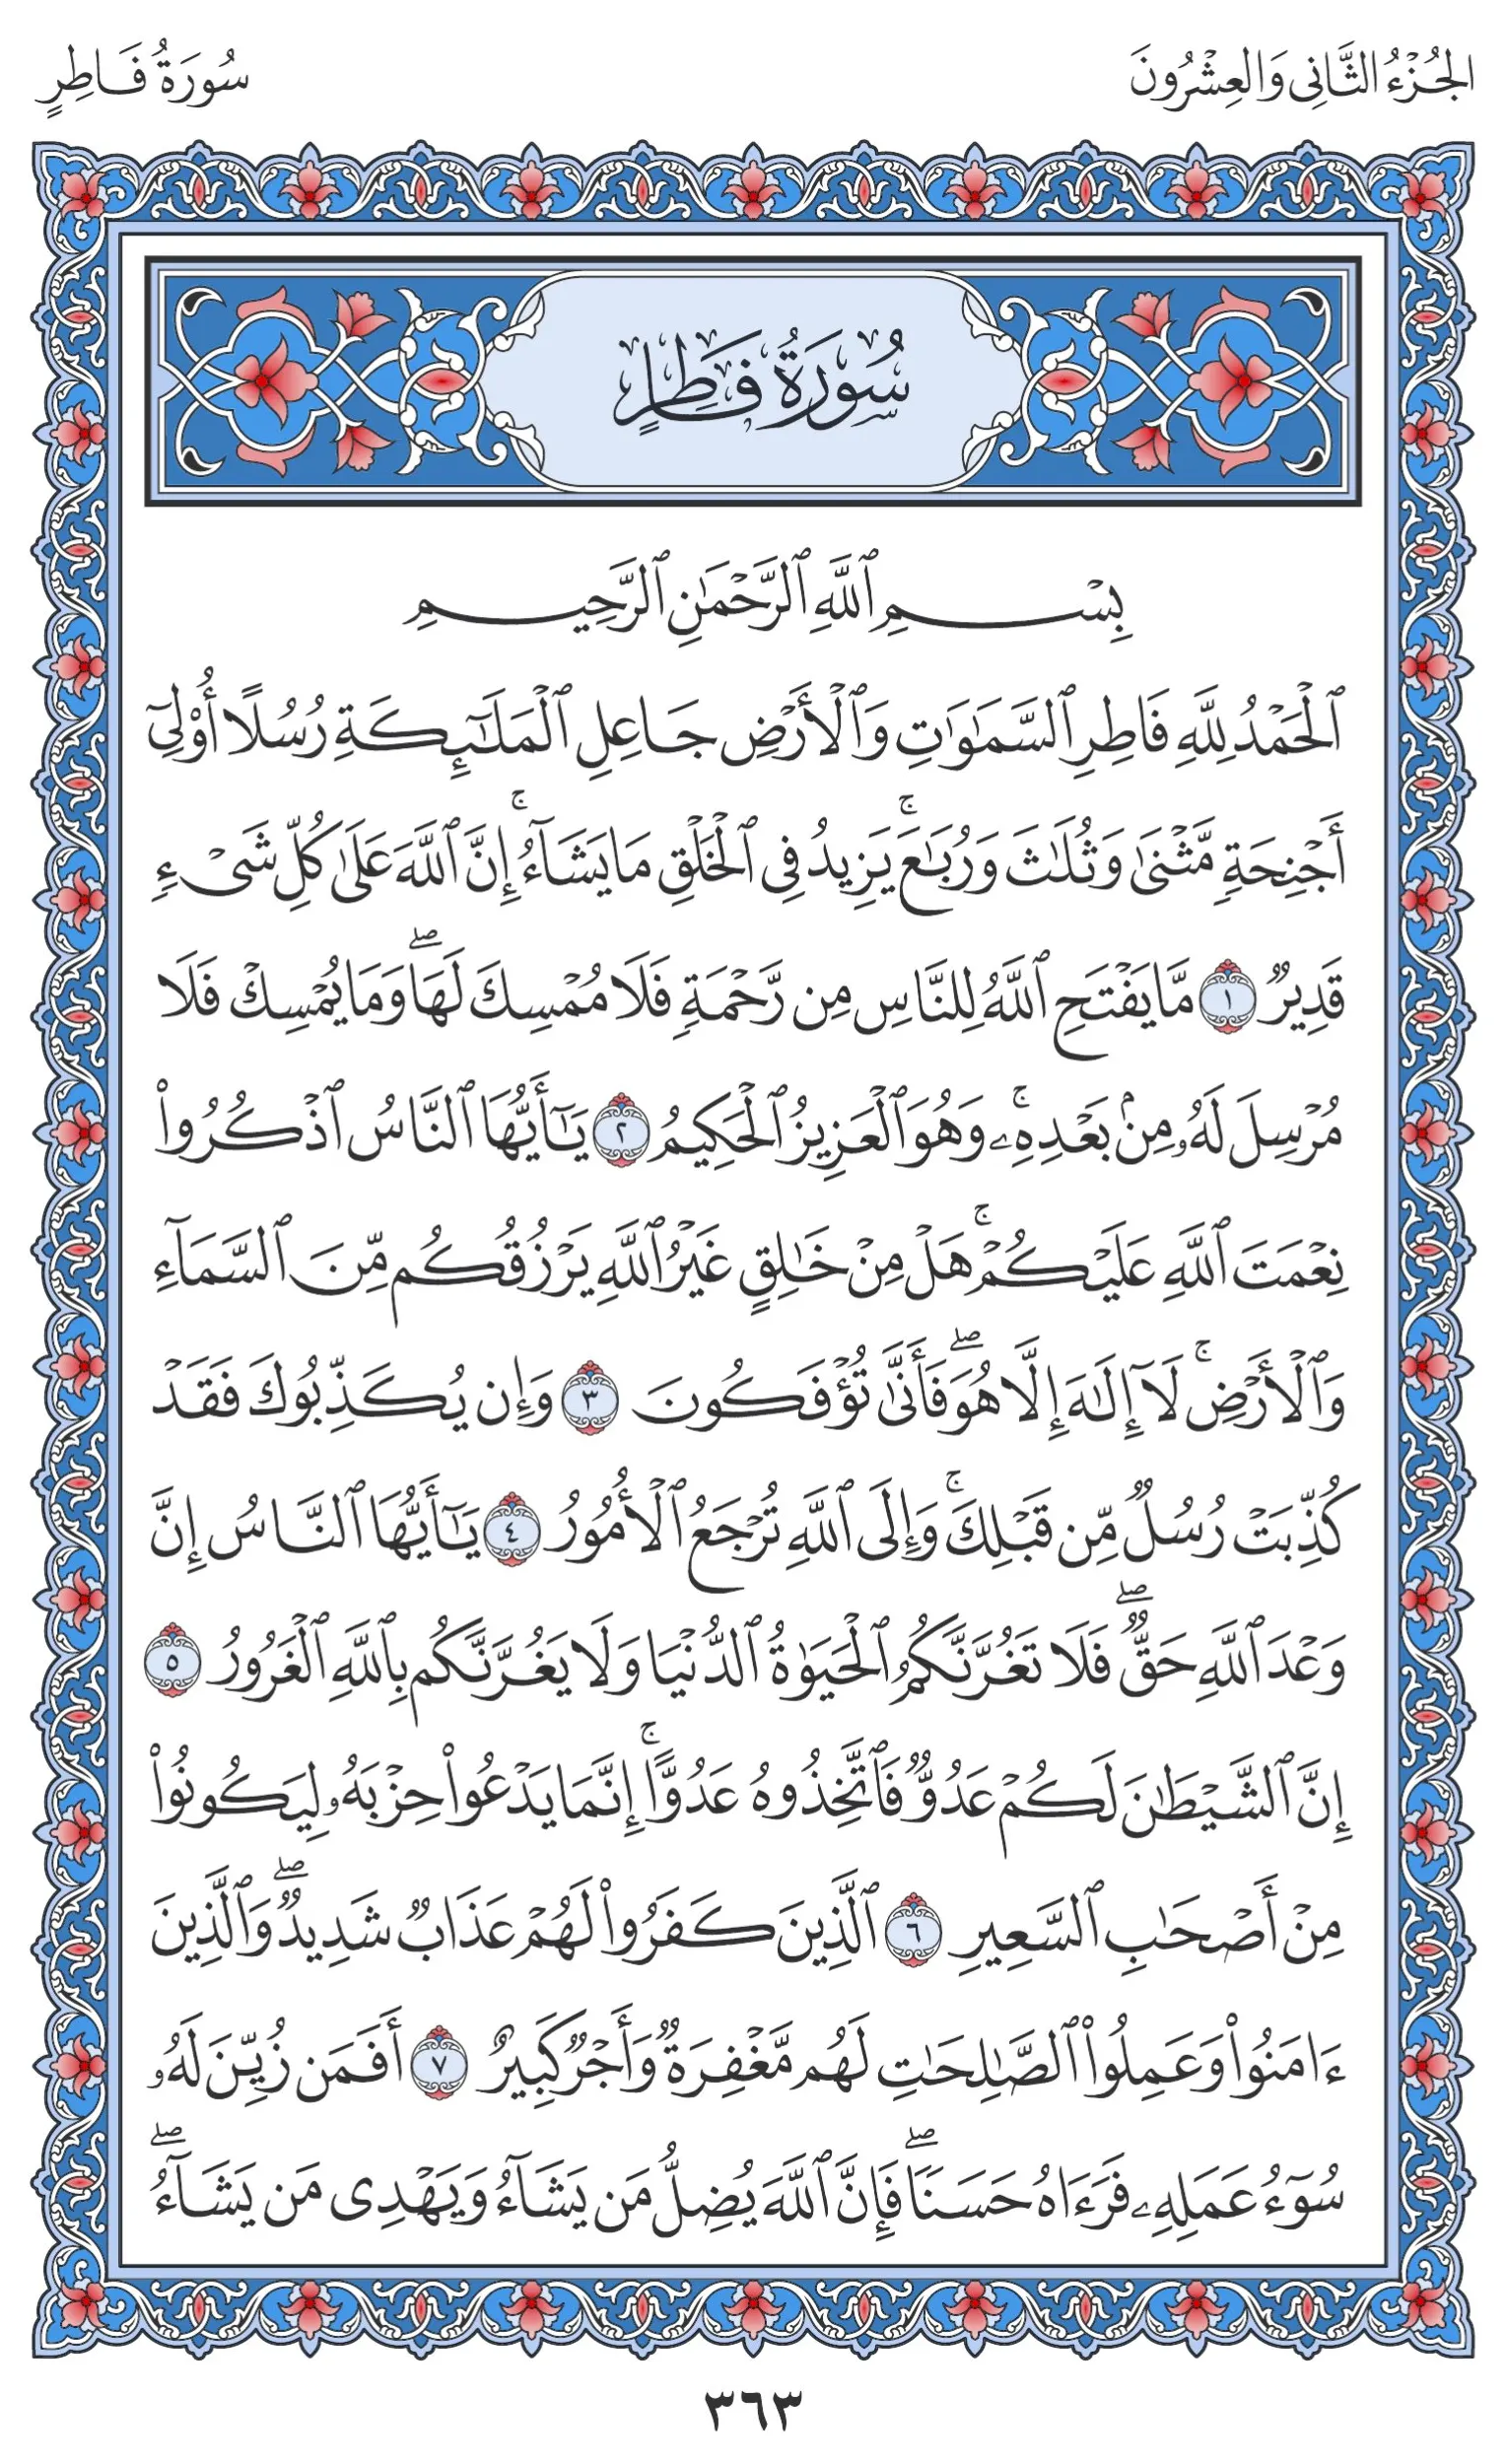 الجُزْءُ الثَّانِي وَالعِشْرُونَ
سُورَةُ فَاطِرٍ
سُورَةُ فَاطِرٍ
بِسْمِ ٱللَّهِ ٱلرَّحْمَٰنِ ٱلرَّحِيمِ
ٱلْحَمْدُ لِلَّهِ فَاطِرِ ٱلسَّمَٰوَٰتِ وَٱلْأَرْضِ جَاعِلِ ٱلْمَلَٰٓئِكَةِ رُسُلًا أُو۟لِىٓ
أَجْنِحَةٍ مَّثْنَىٰ وَثُلَٰثَ وَرُبَٰعَ ۚ يَزِيدُ فِى ٱلْخَلْقِ مَا يَشَآءُ ۚ إِنَّ ٱللَّهَ عَلَىٰ كُلِّ شَىْءٍ
قَدِيرٌ ١ مَّا يَفْتَحِ ٱللَّهُ لِلنَّاسِ مِن رَّحْمَةٍ فَلَا مُمْسِكَ لَهَا ۖ وَمَا يُمْسِكْ فَلَا
مُرْسِلَ لَهُۥ مِنۢ بَعْدِهِۦ ۚ وَهُوَ ٱلْعَزِيزُ ٱلْحَكِيمُ ٢ يَٰٓأَيُّهَا ٱلنَّاسُ ٱذْكُرُوا۟
نِعْمَتَ ٱللَّهِ عَلَيْكُمْ ۚ هَلْ مِنْ خَٰلِقٍ غَيْرُ ٱللَّهِ يَرْزُقُكُم مِّنَ ٱلسَّمَآءِ
وَٱلْأَرْضِ ۚ لَآ إِلَٰهَ إِلَّا هُوَ ۖ فَأَنَّىٰ تُؤْفَكُونَ ٣ وَإِن يُكَذِّبُوكَ فَقَدْ
كُذِّبَتْ رُسُلٌ مِّن قَبْلِكَ ۚ وَإِلَى ٱللَّهِ تُرْجَعُ ٱلْأُمُورُ ٤ يَٰٓأَيُّهَا ٱلنَّاسُ إِنَّ
وَعْدَ ٱللَّهِ حَقٌّ ۖ فَلَا تَغُرَّنَّكُمُ ٱلْحَيَوٰةُ ٱلدُّنْيَا وَلَا يَغُرَّنَّكُم بِٱللَّهِ ٱلْغَرُورُ ٥
إِنَّ ٱلشَّيْطَٰنَ لَكُمْ عَدُوٌّ فَٱتَّخِذُوهُ عَدُوًّا ۚ إِنَّمَا يَدْعُوا۟ حِزْبَهُۥ لِيَكُونُوا۟
مِنْ أَصْحَٰبِ ٱلسَّعِيرِ ٦ ٱلَّذِينَ كَفَرُوا۟ لَهُمْ عَذَابٌ شَدِيدٌ ۖ وَٱلَّذِينَ
ءَامَنُوا۟ وَعَمِلُوا۟ ٱلصَّٰلِحَٰتِ لَهُم مَّغْفِرَةٌ وَأَجْرٌ كَبِيرٌ ٧ أَفَمَن زُيِّنَ لَهُۥ
سُوٓءُ عَمَلِهِۦ فَرَءَاهُ حَسَنًا ۖ فَإِنَّ ٱللَّهَ يُضِلُّ مَن يَشَآءُ وَيَهْدِى مَن يَشَآءُ ۖ
٣٦٣